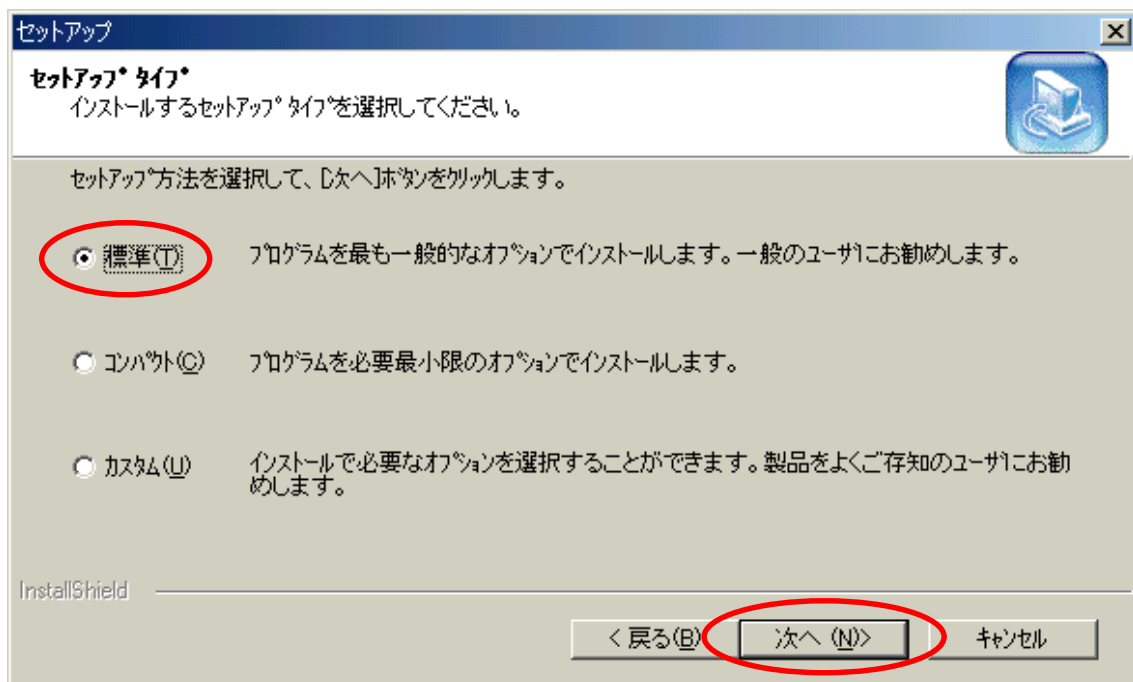 セットアップ
セットアップ タイプ
インストールするセットアップ タイプを選択してください。
セットアップ方法を選択して、[次へ]ボタンをクリックします。
標準(T)
プログラムを最も一般的なオプションでインストールします。一般のユーザにお勧めします。
コンパクト(C)
プログラムを必要最小限のオプションでインストールします。
カスタム(U)
インストールで必要なオプションを選択することができます。製品をよくご存知のユーザにお勧
めします。
InstallShield
< 戻る(B)
次へ (N)>
キャンセル